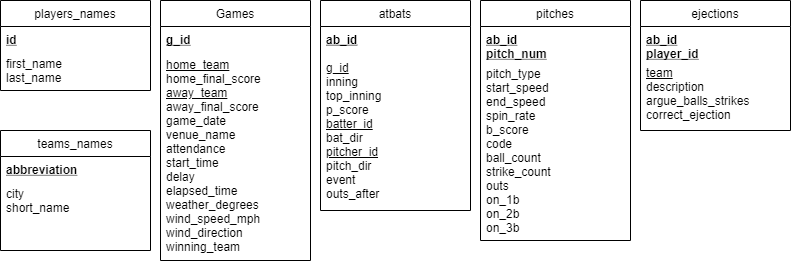 players_names
id
first_name
last_name
teams_names
abbreviation
city
short_name
Games
g_id
home_team
home_final_score
away_team
away_final_score
game_date
venue_name
attendance
start_time
delay
elapsed_time
weather_degrees
wind_speed_mph
wind_direction
winning_team
atbats
ab_id
g_id
inning
top_inning
p_score
batter_id
bat_dir
pitcher_id
pitch_dir
event
outs_after
pitches
ab_id
pitch_num
pitch_type
start_speed
end_speed
spin_rate
b_score
code
ball_count
strike_count
outs
on_1b
on_2b
on_3b
ejections
ab_id
player_id
team
description
argue_balls_strikes
correct_ejection